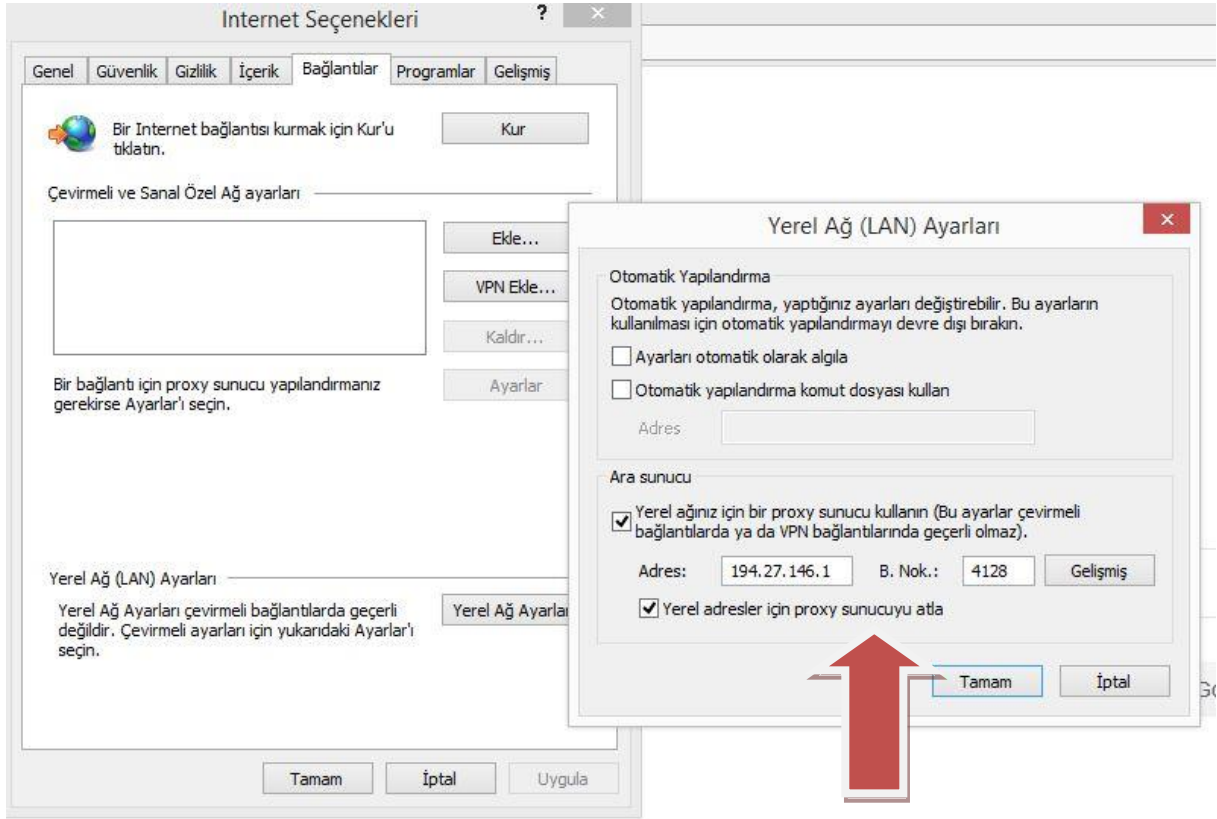 Internet Seçenekleri
?
Genel Güvenlik Gizlilik İçerik Bağlantılar Programlar Gelişmiş
Bir Internet bağlantısı kurmak için Kur'u
tıklatın.
Kur
Çevirmeli ve Sanal Özel Ağ ayarları
Ekle...
VPN Ekle...
Kaldır...
Bir bağlantı için proxy sunucu yapılandırmanız
gerekirse Ayarlar'ı seçin.
Ayarlar
Yerel Ağ (LAN) Ayarları
Yerel Ağ Ayarları çevirmeli bağlantılarda geçerli
değildir. Çevirmeli ayarları için yukarıdaki Ayarlar'ı
seçin.
Yerel Ağ Ayarlar
Tamam İptal Uygula
Yerel Ağ (LAN) Ayarları
Otomatik Yapılandırma
Otomatik yapılandırma, yaptığınız ayarları değiştirebilir. Bu ayarların
kullanılması için otomatik yapılandırmayı devre dışı bırakın.
Ayarları otomatik olarak algıla
Otomatik yapılandırma komut dosyası kullan
Adres
Ara sunucu
Yerel ağınız için bir proxy sunucu kullanın (Bu ayarlar çevirmeli
bağlantılarda ya da VPN bağlantılarında geçerli olmaz).
Adres: 194.27.146.1 B. Nok.: 4128 Gelişmiş
Yerel adresler için proxy sunucuyu atla
Tamam İptal